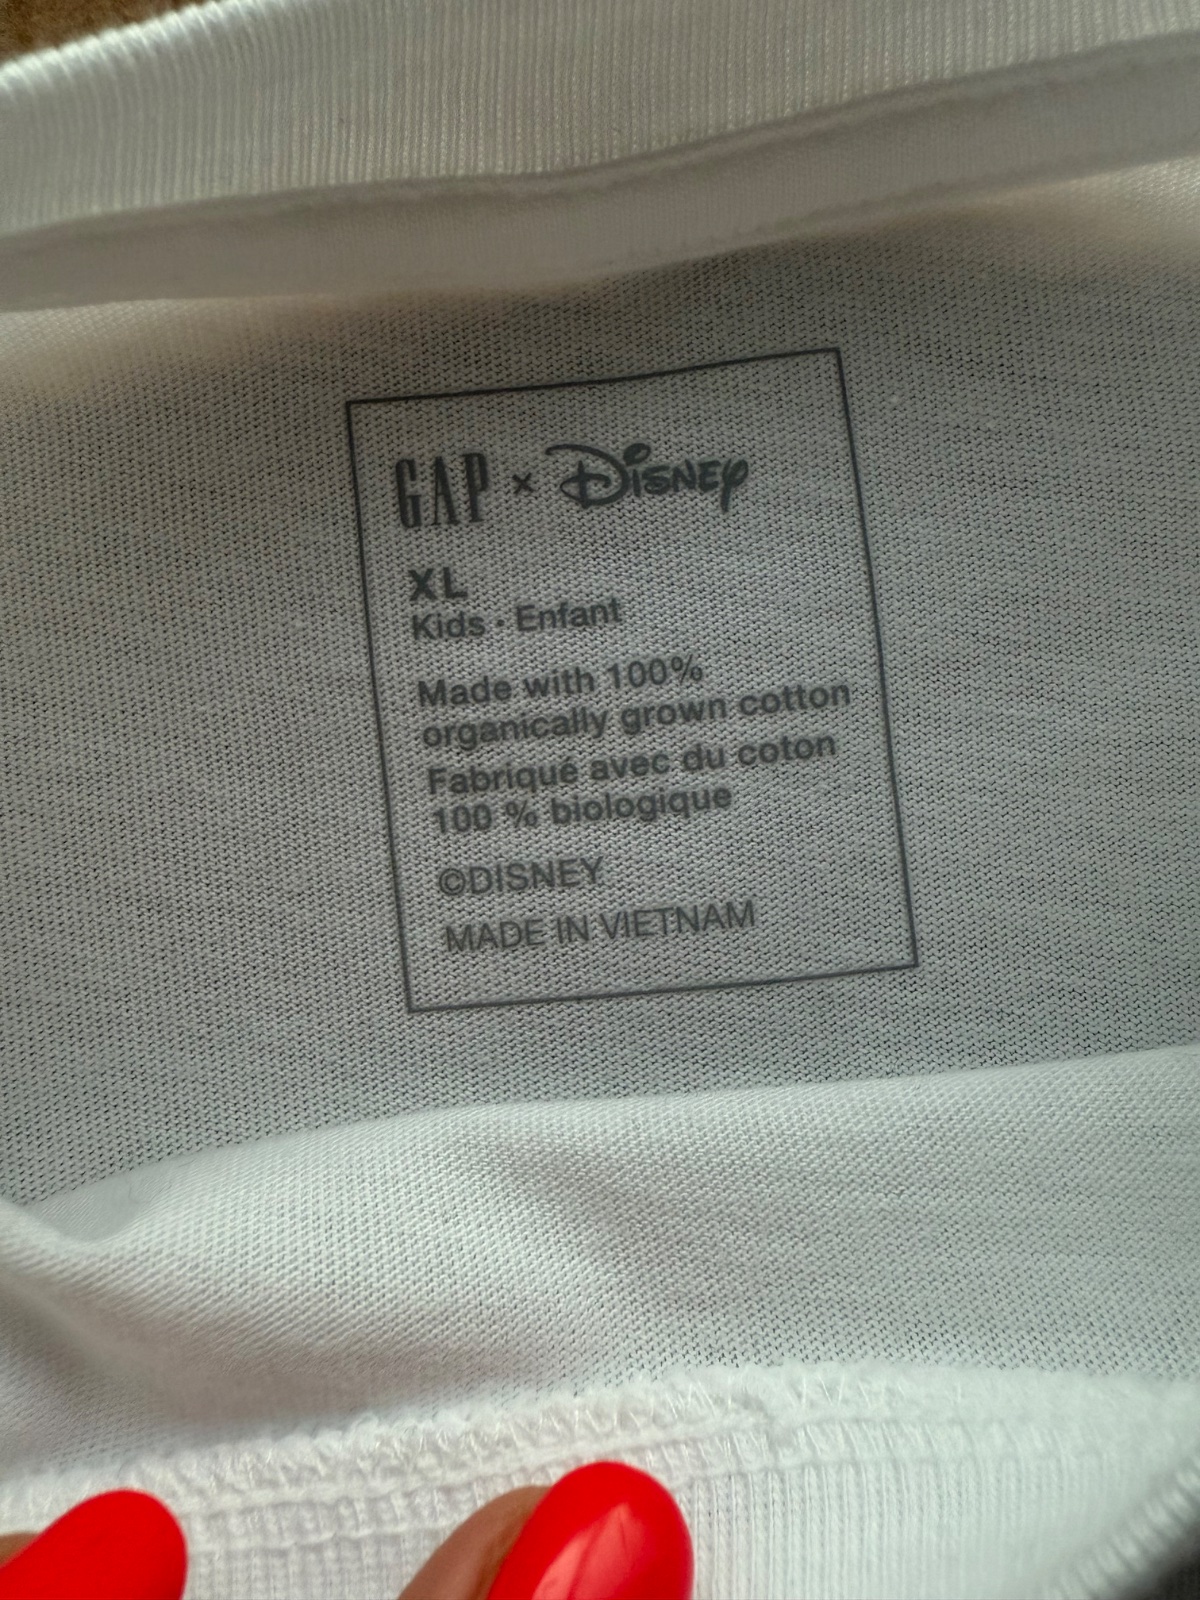 GAP × Disney
XL
Kids · Enfant
Made with 100%
organically grown cotton
Fabriqué avec du coton
100 % biologique
©DISNEY
MADE IN VIETNAM